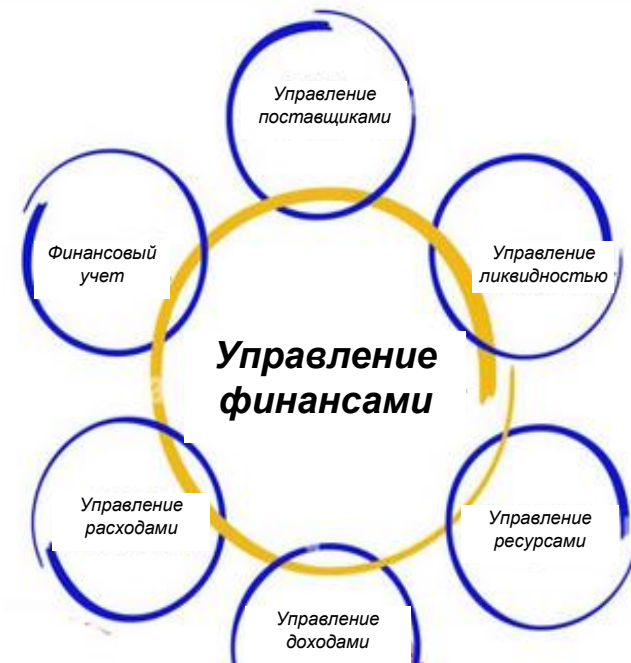 Управление
поставщиками
Финансовый
учет
Управление
ликвидностью
Управление
финансами
Управление
расходами
Управление
ресурсами
Управление
доходами